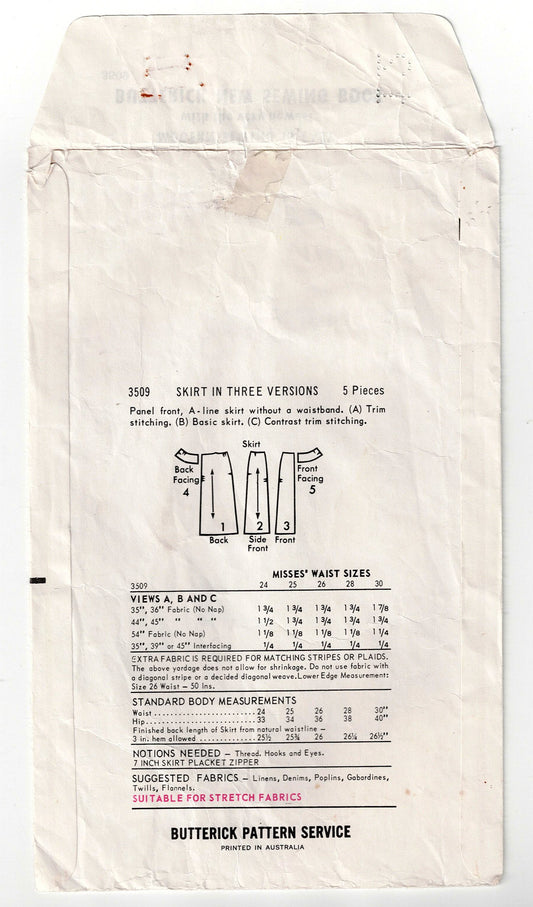 3509
BUTTERICK NEW SEWING BOOK
3509 SKIRT IN THREE VERSIONS 5 Pieces
Panel front, A-line skirt without a waistband. (A) Trim
stitching. (B) Basic skirt. (C) Contrast trim stitching.
Skirt
Back Facing 4
Front Facing 5
1 2 3
Back Side Front Front
MISSES' WAIST SIZES
3509 24 25 26 28 30
VIEWS A, B AND C
35", 36" Fabric (No Nap) 1 3/4 1 3/4 1 3/4 1 3/4 1 7/8
44", 45" " " " 1 1/2 1 3/4 1 3/4 1 3/4 1 3/4
54" Fabric (No Nap) 1 1/8 1 1/8 1 1/8 1 1/8 1 1/4
35", 39" or 45" Interfacing 1/4 1/4 1/4 1/4 1/4
EXTRA FABRIC IS REQUIRED FOR MATCHING STRIPES OR PLAIDS.
The above yardage does not allow for shrinkage. Do not use fabric with
a diagonal stripe or a decided diagonal weave. Lower Edge Measurement:
Size 26 Waist – 50 Ins.
STANDARD BODY MEASUREMENTS
Waist 24 25 26 28 30"
Hip 33 34 36 38 40"
Finished back length of Skirt from natural waistline –
3 in. hem allowed 25½ 25¾ 26 26¼ 26½"
NOTIONS NEEDED – Thread. Hooks and Eyes.
7 INCH SKIRT PLACKET ZIPPER
SUGGESTED FABRICS – Linens, Denims, Poplins, Gabardines,
Twills, Flannels.
SUITABLE FOR STRETCH FABRICS
BUTTERICK PATTERN SERVICE
PRINTED IN AUSTRALIA